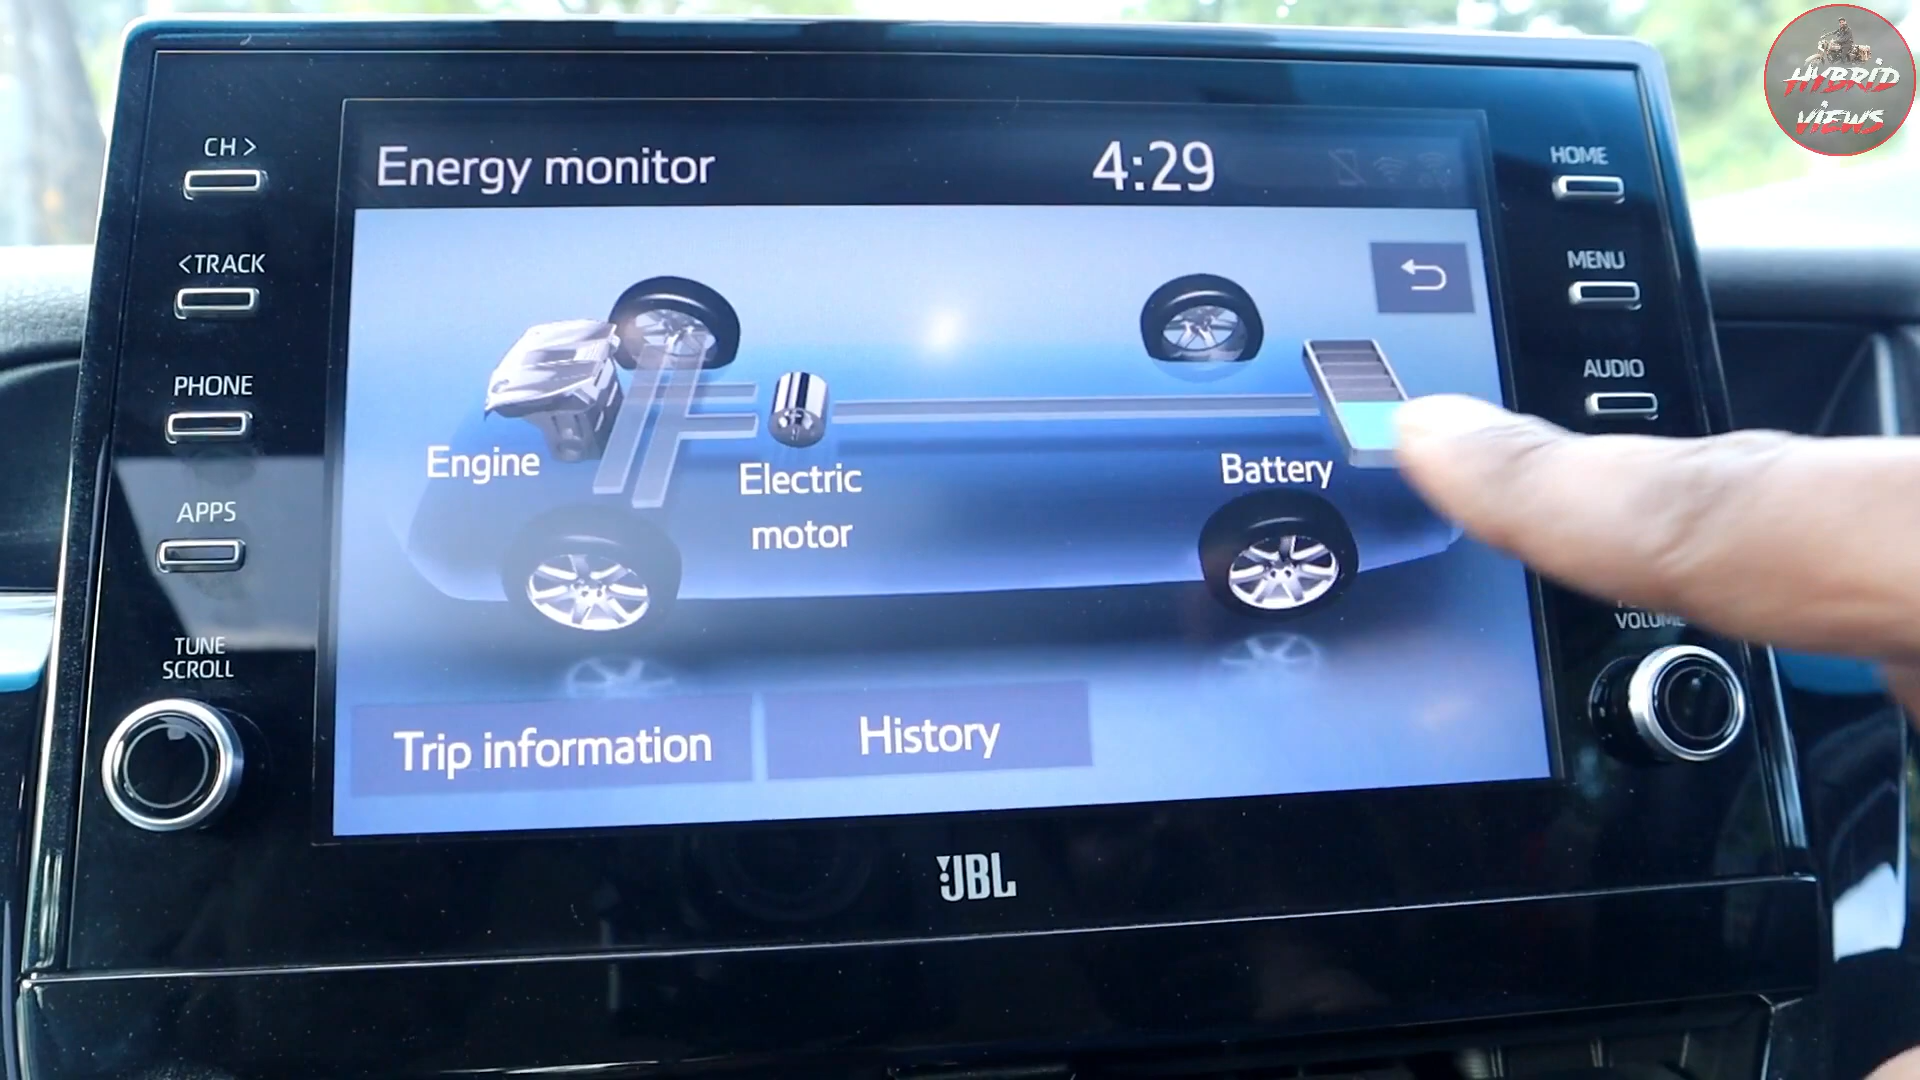 HYBRID
VIEWS
CH >
Energy monitor
4:29
HOME
<TRACK
MENU
PHONE
AUDIO
Engine
Electric
motor
Battery
APPS
VOLUME
TUNE
SCROLL
Trip information
History
JBL